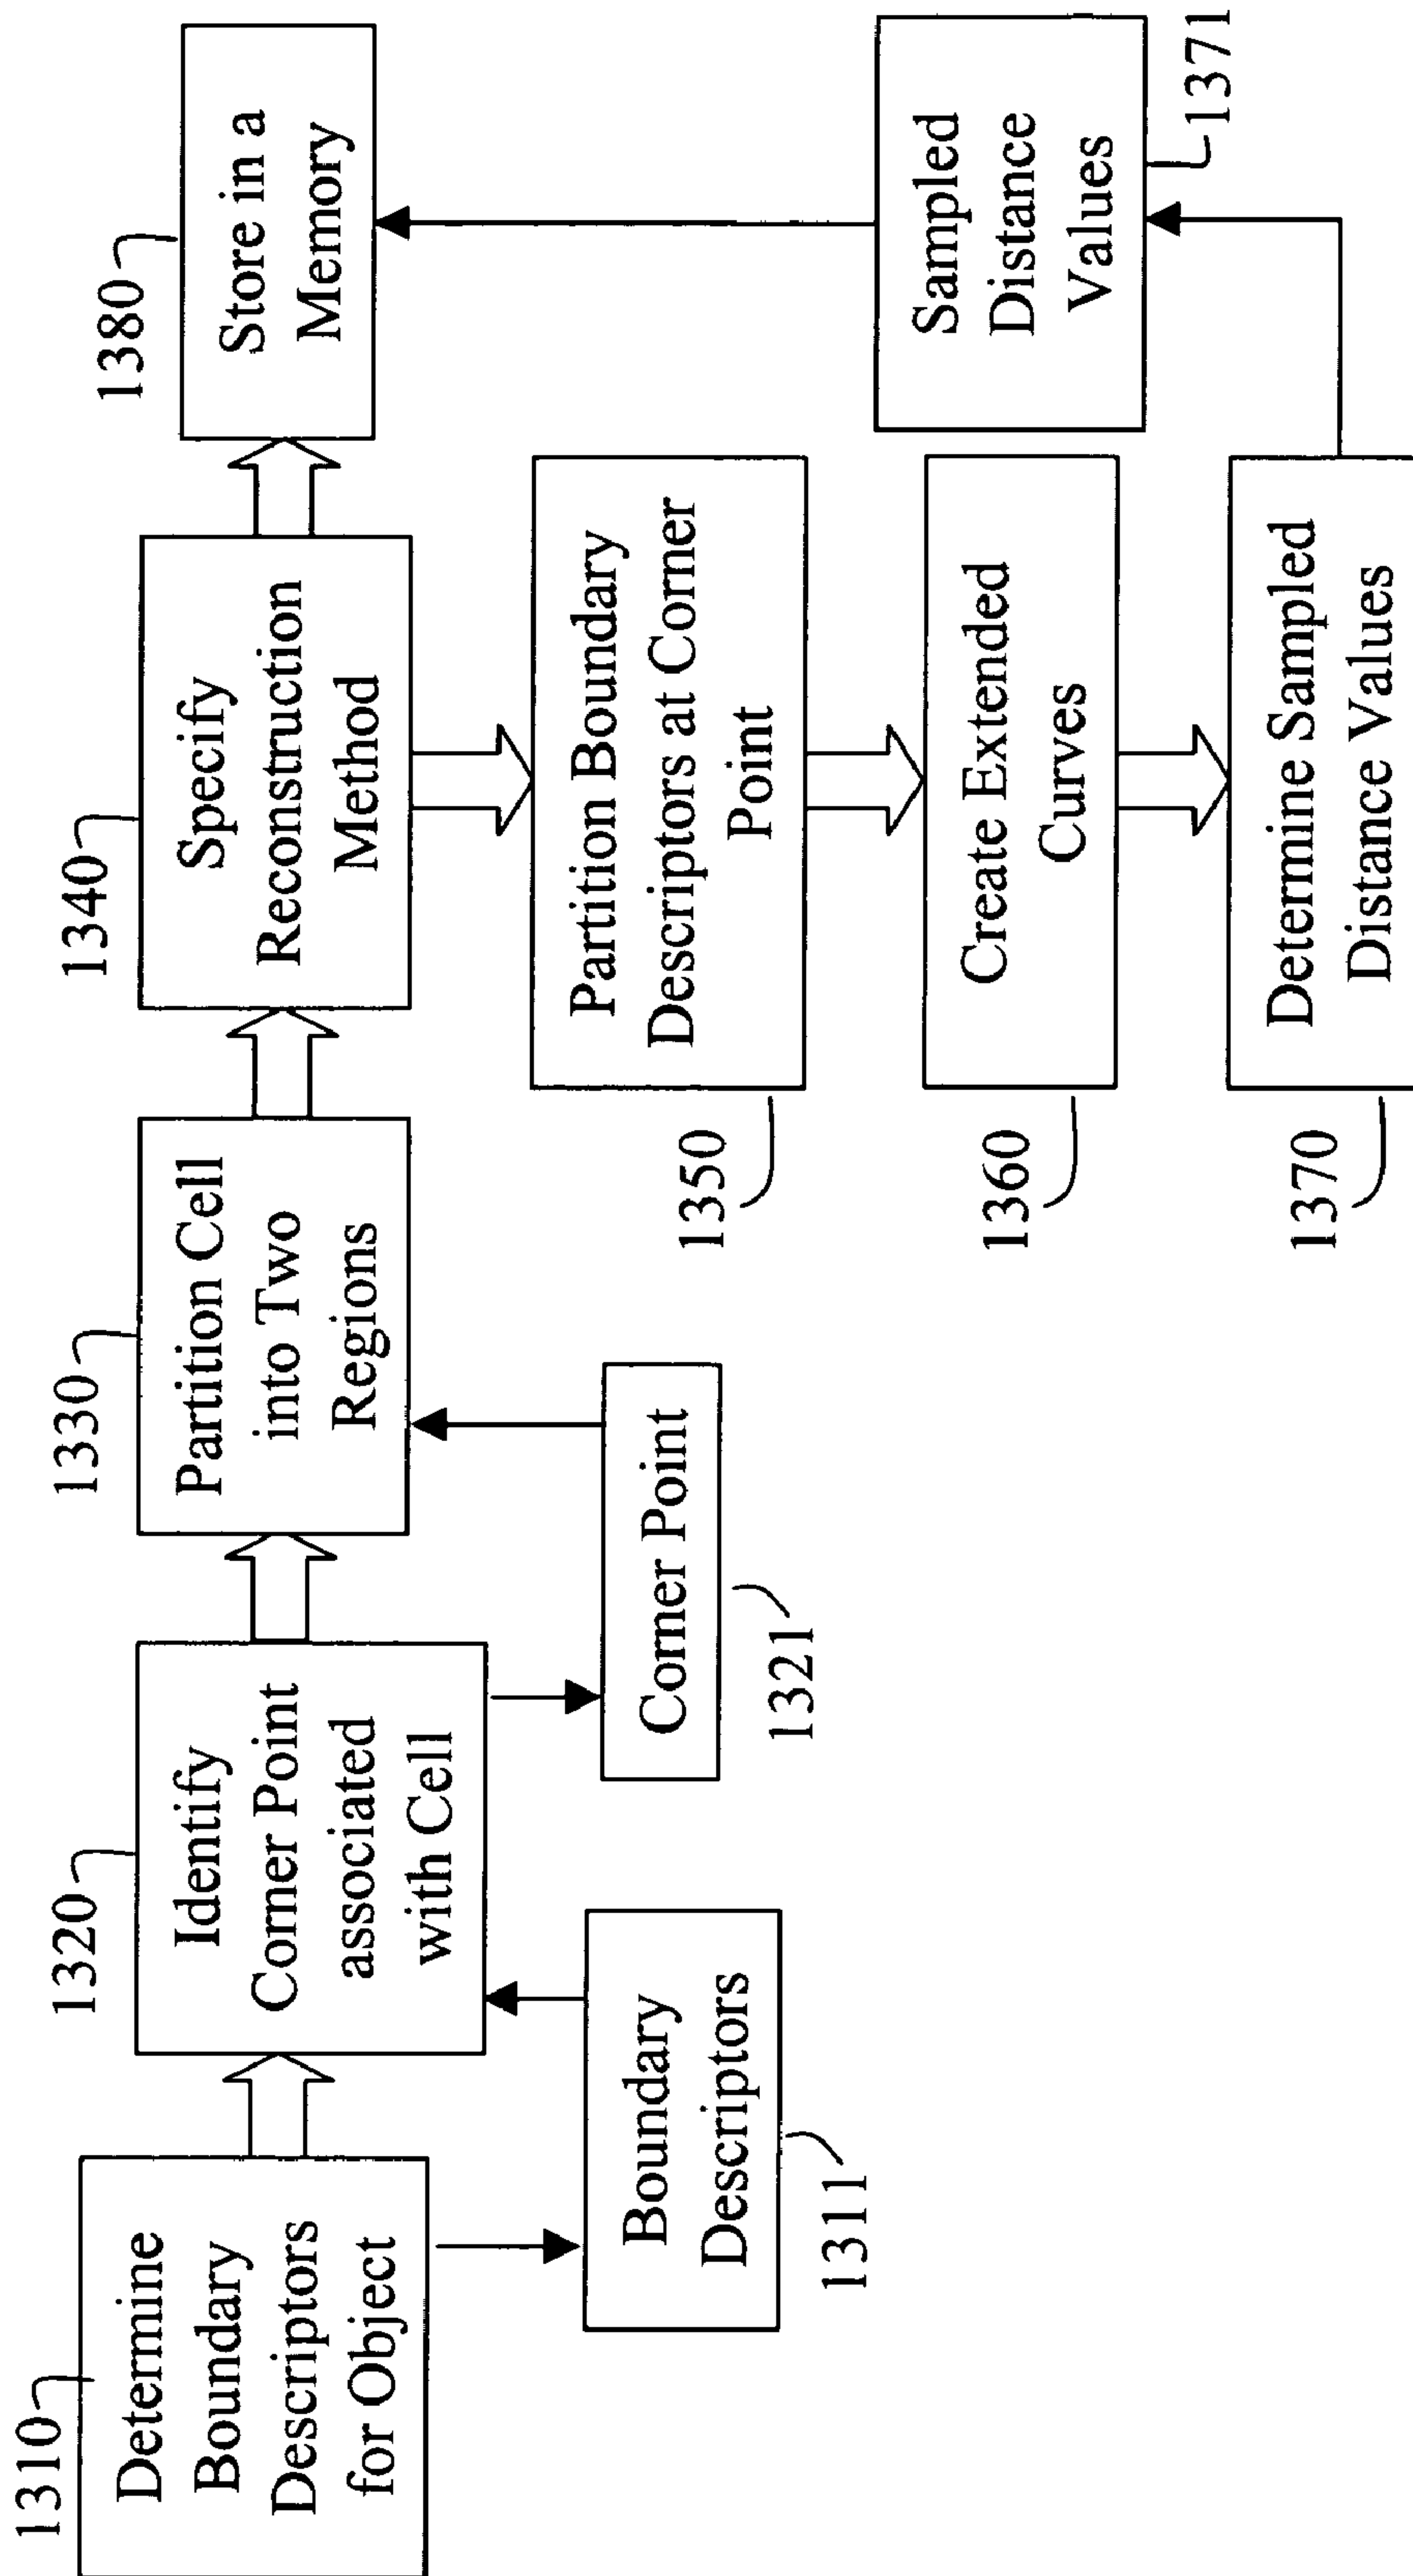 1310
Determine
Boundary
Descriptors
for Object
Boundary
Descriptors
1311
1320
Identify
Corner Point
associated
with Cell
Corner Point
1321
1330
Partition Cell
into Two
Regions
1340
Specify
Reconstruction
Method
Partition Boundary
Descriptors at Corner
Point
1350
Create Extended
Curves
1360
Determine Sampled
Distance Values
1370
Sampled
Distance
Values
1371
1380
Store in a
Memory